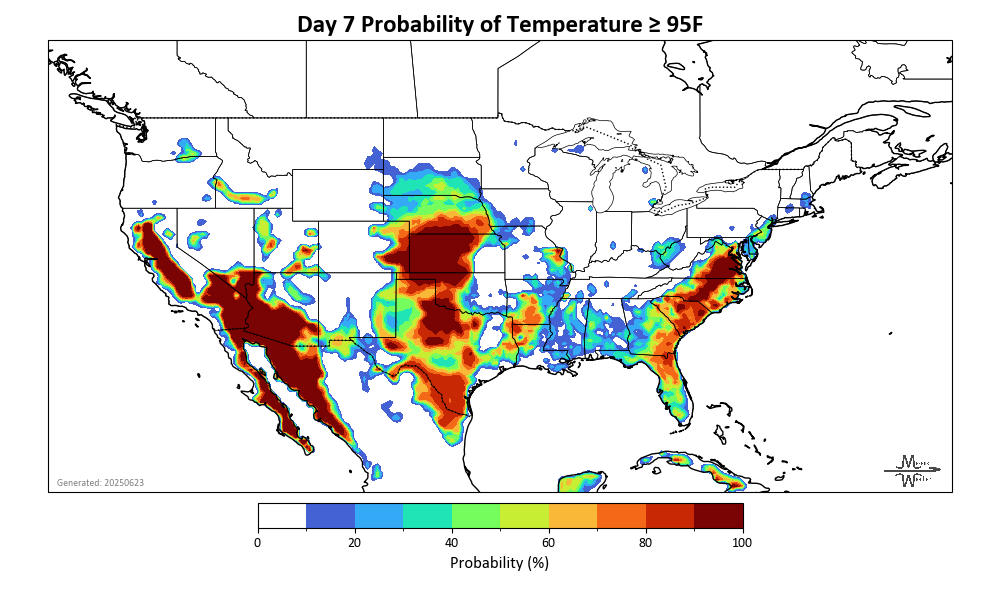 Day 7 Probability of Temperature ≥ 95F
Generated: 20250623
M
W
0 20 40 60 80 100
Probability (%)